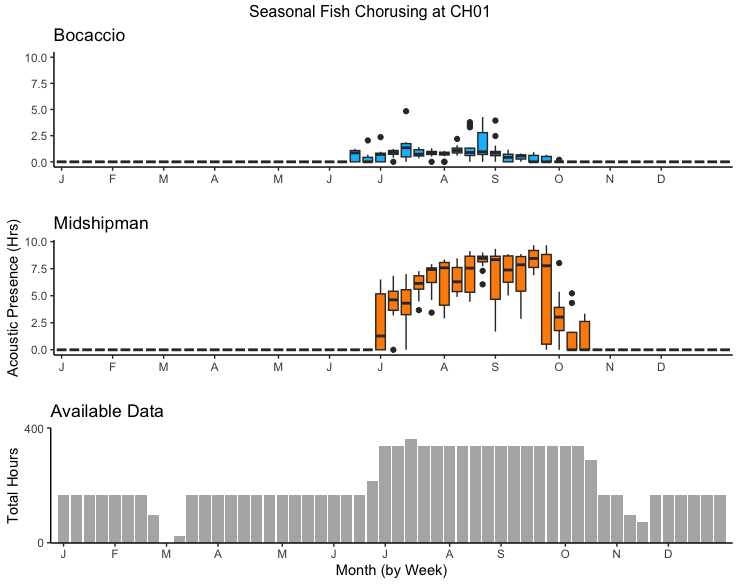 Seasonal Fish Chorusing at CH01
Bocaccio
10.0
7.5
5.0
2.5
0.0
J F M A M J J A S O N D
Midshipman
Acoustic Presence (Hrs)
10.0
7.5
5.0
2.5
0.0
J F M A M J J A S O N D
Available Data
Total Hours
400
0
J F M A M J J A S O N D
Month (by Week)